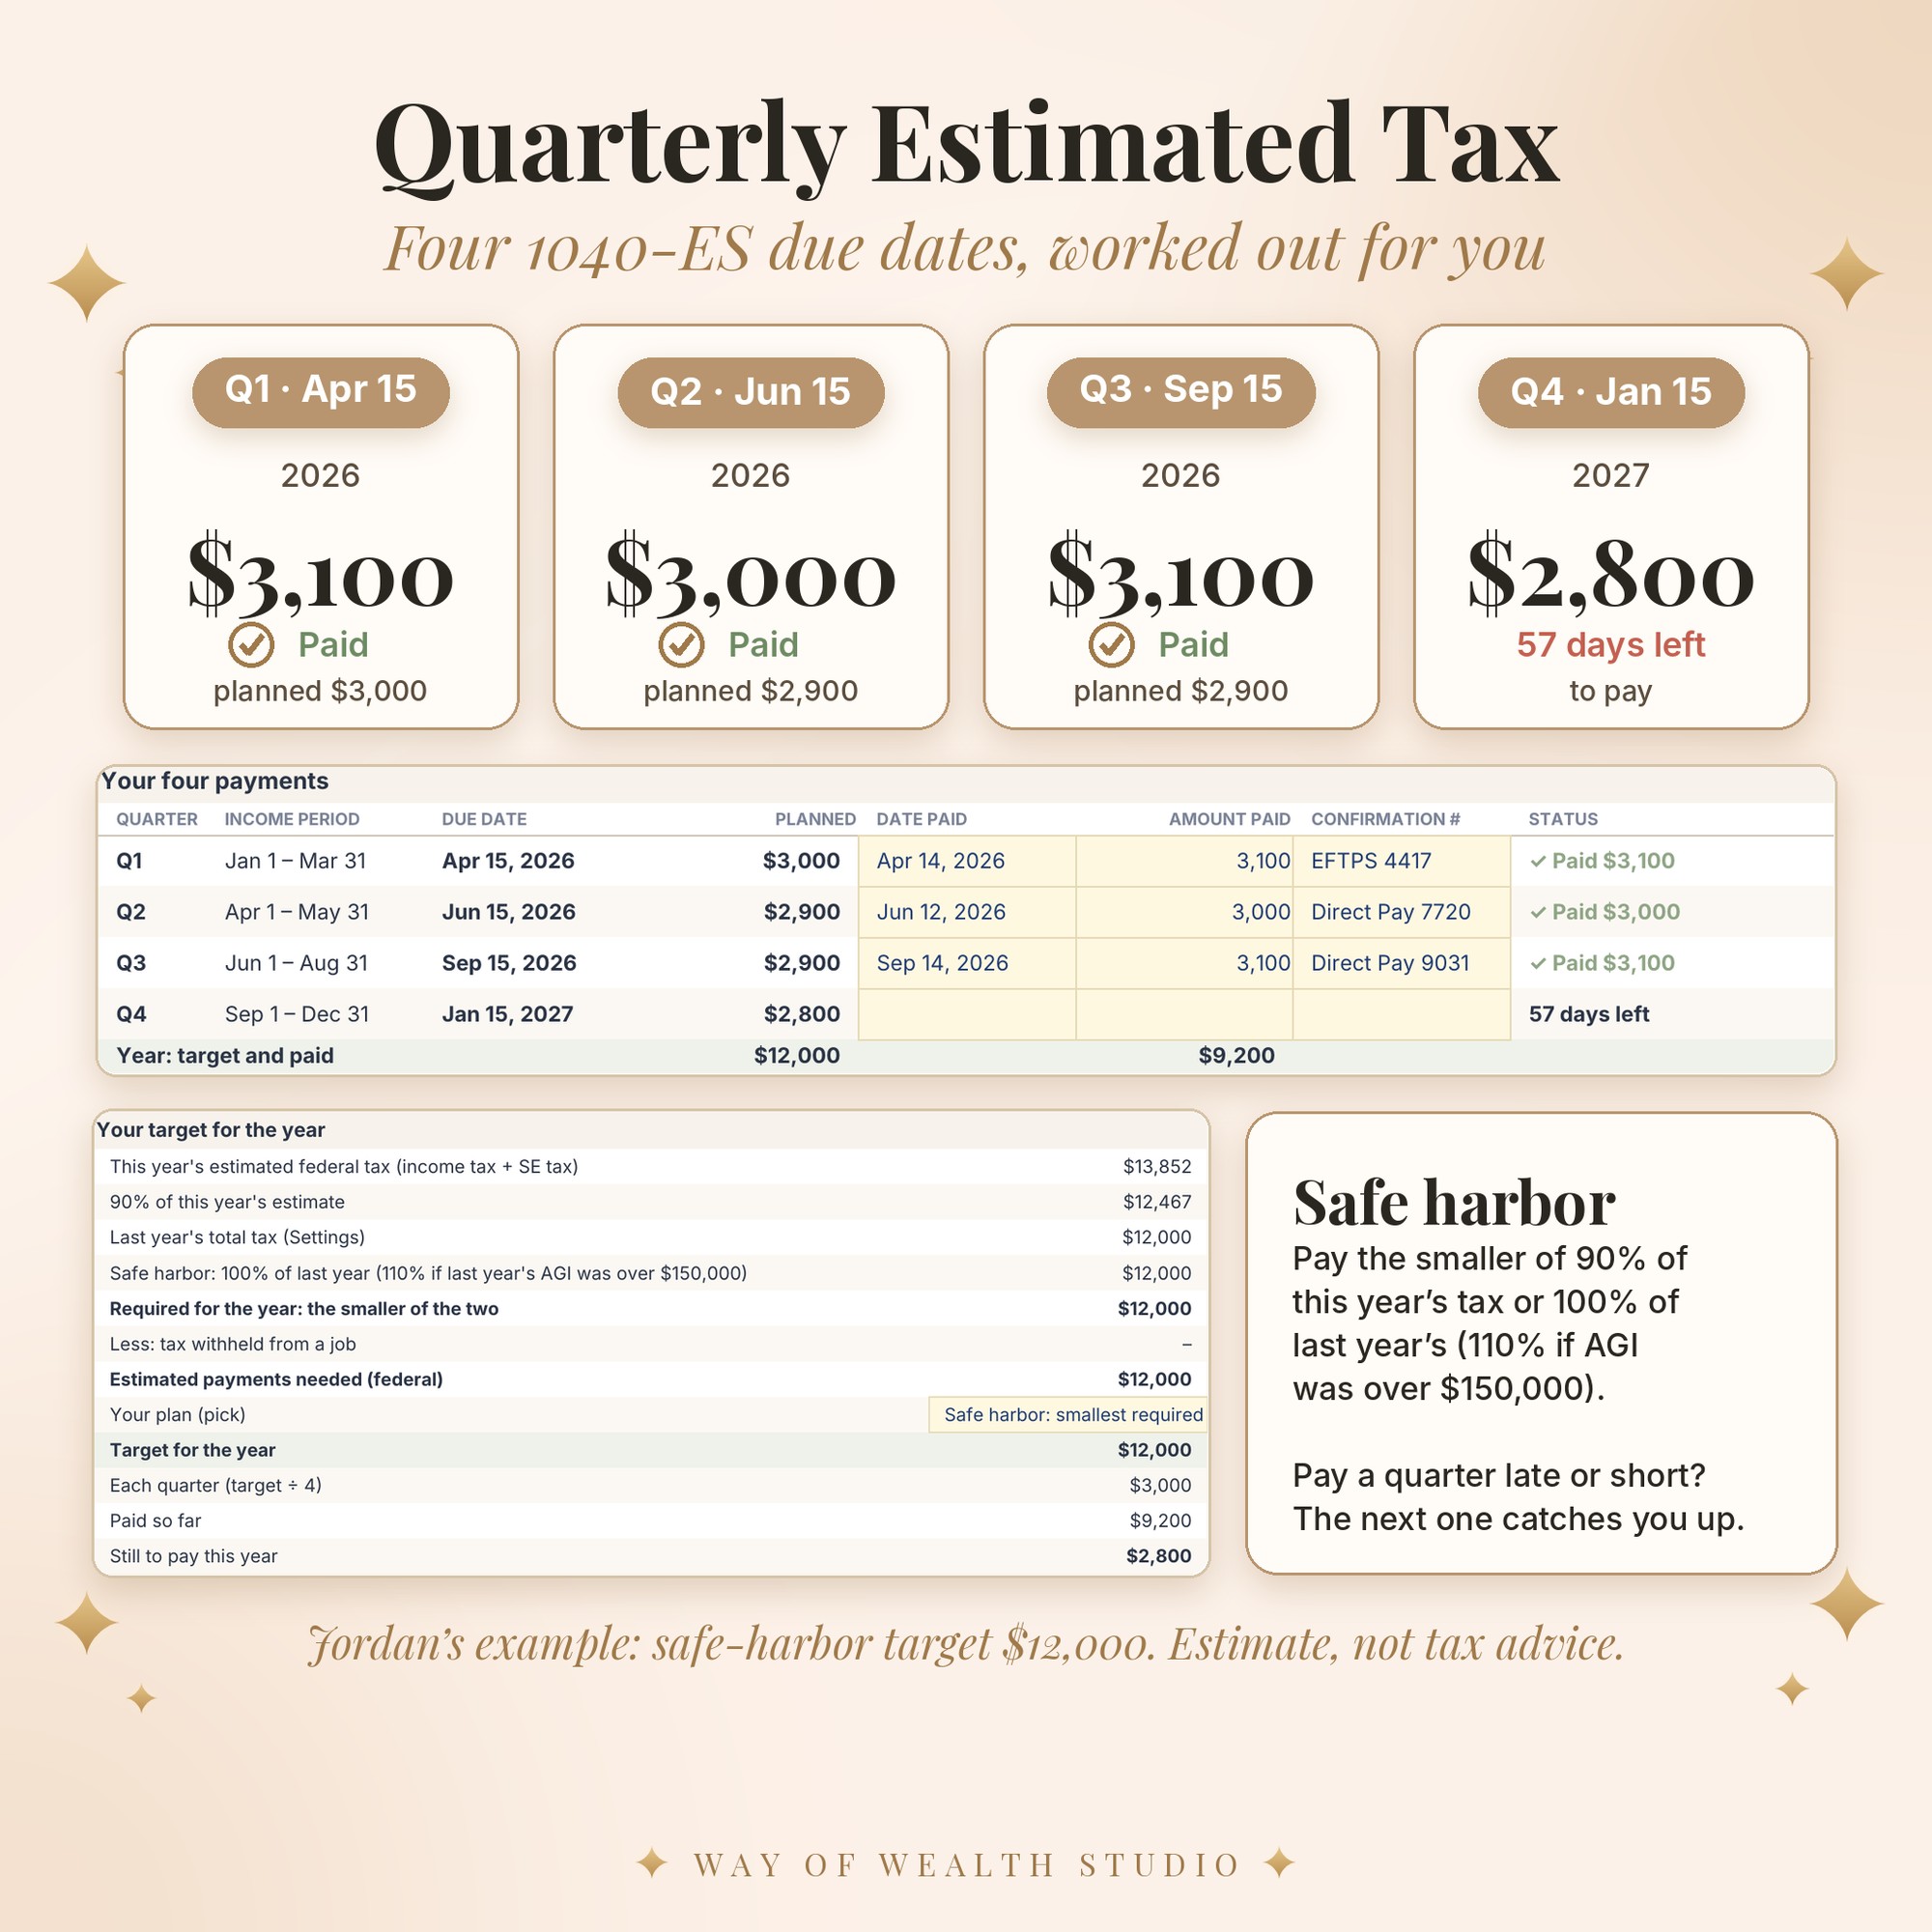 Quarterly Estimated Tax
Four 1040-ES due dates, worked out for you
Q1 · Apr 15
2026
$3,100
Paid
planned $3,000
Q2 · Jun 15
2026
$3,000
Paid
planned $2,900
Q3 · Sep 15
2026
$3,100
Paid
planned $2,900
Q4 · Jan 15
2027
$2,800
57 days left
to pay
Your four payments
QUARTER INCOME PERIOD DUE DATE PLANNED DATE PAID AMOUNT PAID CONFIRMATION # STATUS
Q1 Jan 1 – Mar 31 Apr 15, 2026 $3,000 Apr 14, 2026 3,100 EFTPS 4417 ✓ Paid $3,100
Q2 Apr 1 – May 31 Jun 15, 2026 $2,900 Jun 12, 2026 3,000 Direct Pay 7720 ✓ Paid $3,000
Q3 Jun 1 – Aug 31 Sep 15, 2026 $2,900 Sep 14, 2026 3,100 Direct Pay 9031 ✓ Paid $3,100
Q4 Sep 1 – Dec 31 Jan 15, 2027 $2,800 57 days left
Year: target and paid $12,000 $9,200
Your target for the year
This year's estimated federal tax (income tax + SE tax) $13,852
90% of this year's estimate $12,467
Last year's total tax (Settings) $12,000
Safe harbor: 100% of last year (110% if last year's AGI was over $150,000) $12,000
Required for the year: the smaller of the two $12,000
Less: tax withheld from a job –
Estimated payments needed (federal) $12,000
Your plan (pick) Safe harbor: smallest required
Target for the year $12,000
Each quarter (target ÷ 4) $3,000
Paid so far $9,200
Still to pay this year $2,800
Safe harbor
Pay the smaller of 90% of
this year’s tax or 100% of
last year’s (110% if AGI
was over $150,000).
Pay a quarter late or short?
The next one catches you up.
Jordan’s example: safe-harbor target $12,000. Estimate, not tax advice.
WAY OF WEALTH STUDIO